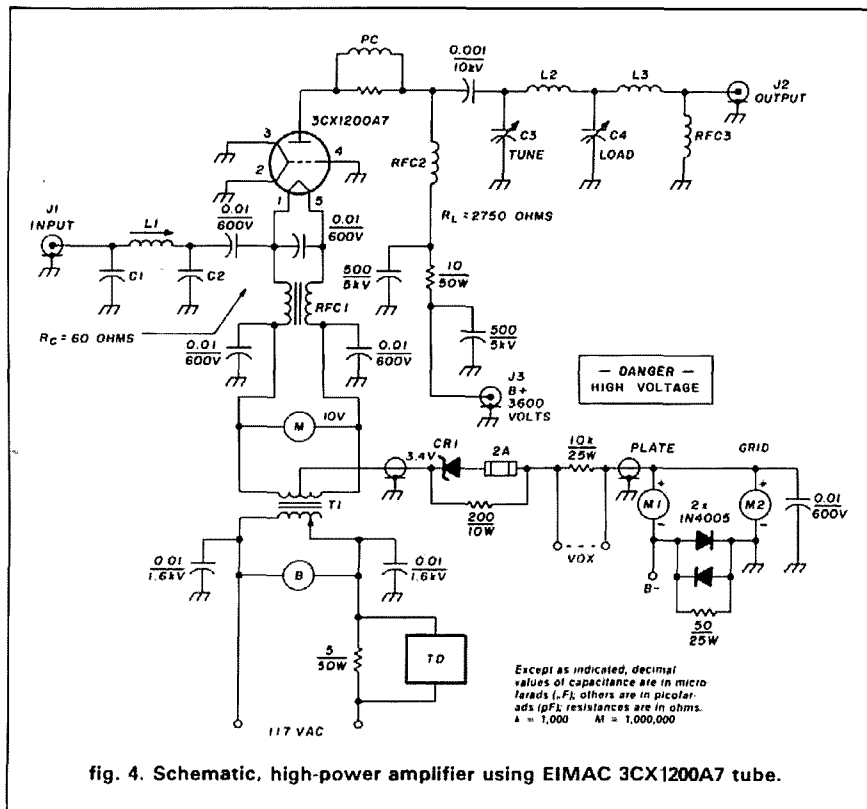 PC
0.001
10kV
L2
L3
J2
OUTPUT
3CX1200A7
3
4
2
1
5
C3
TUNE
C4
LOAD
RFC3
RFC2
J1
INPUT
L1
0.01
600V
0.01
600V
RL = 2750 OHMS
C1
C2
500
5kV
10
50W
RFC1
RC = 60 OHMS
0.01
600V
0.01
600V
500
5kV
J3
B+
3600
VOLTS
— DANGER —
HIGH VOLTAGE
M
10V
3.4V
CR1
2A
10k
25W
PLATE
GRID
T1
200
10W
VOX
M1
+
-
2x
1N4005
M2
+
-
0.01
600V
0.01
1.6kV
B
0.01
1.6kV
B-
50
25W
5
50W
TD
117 VAC
Except as indicated, decimal
values of capacitance are in micro
farads (µF); others are in picofar-
ads (pF); resistances are in ohms.
k = 1,000 M = 1,000,000
fig. 4. Schematic, high-power amplifier using EIMAC 3CX1200A7 tube.